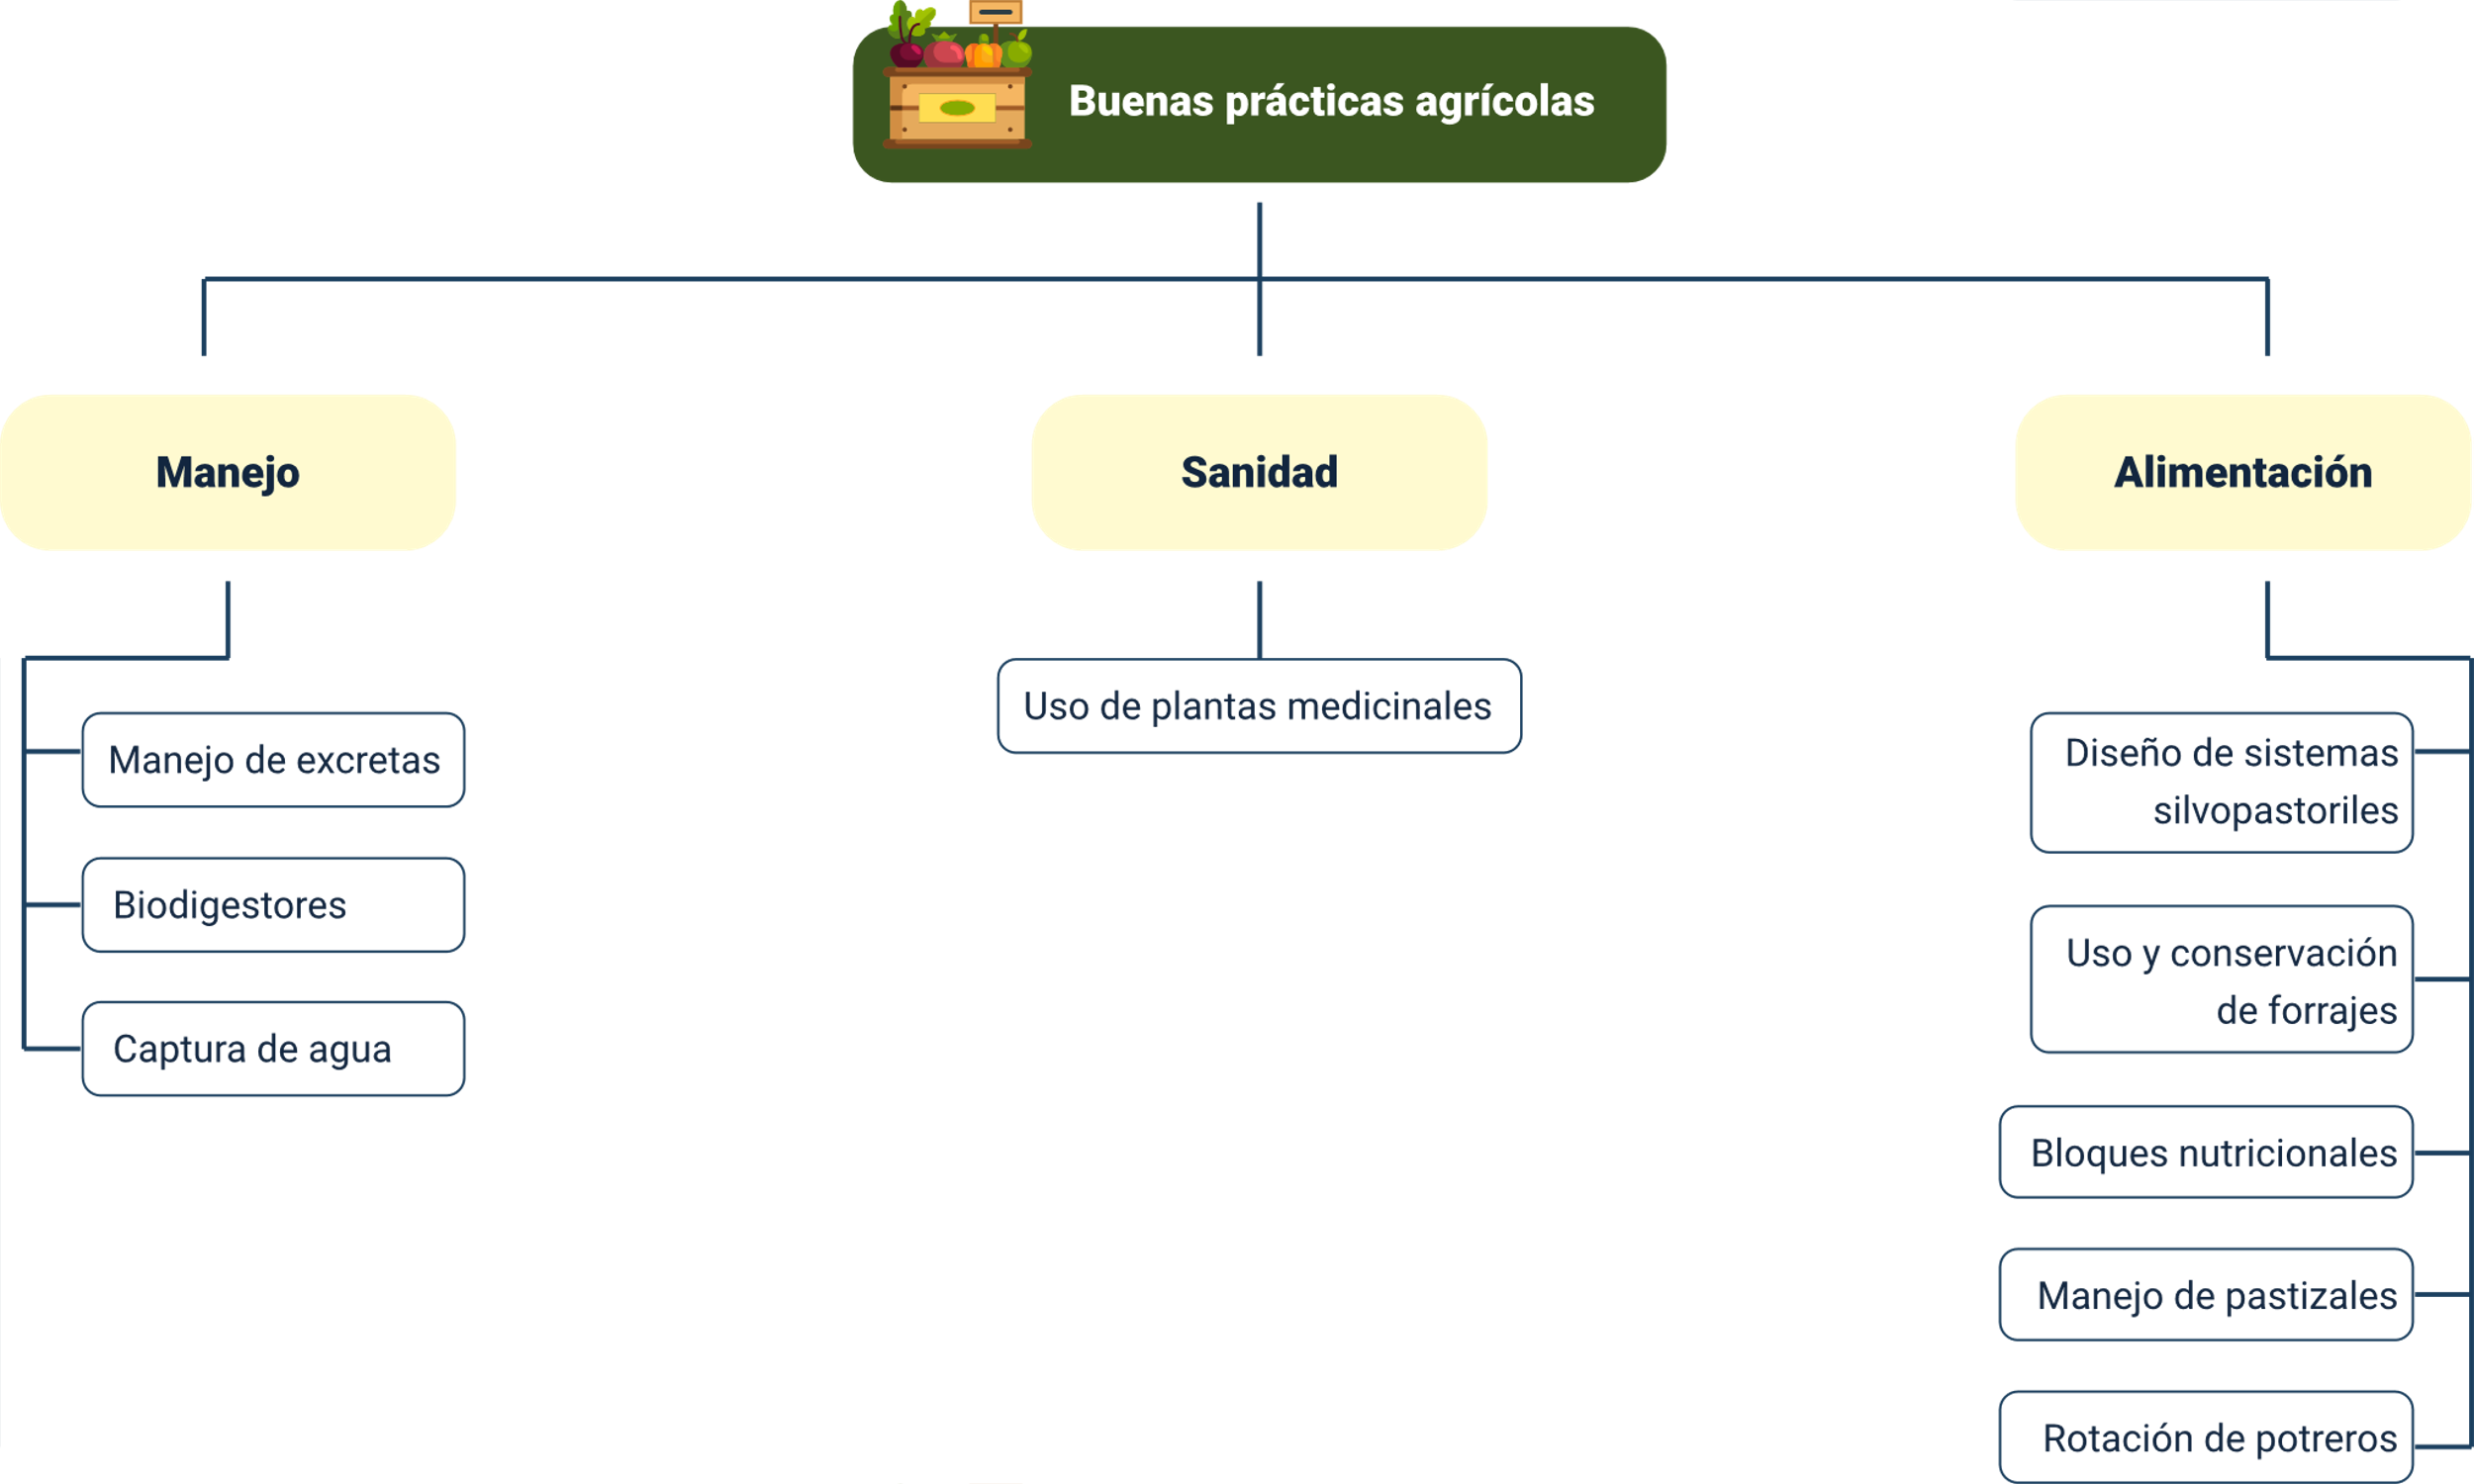 Buenas prácticas agrícolas
Manejo
Manejo de excretas
Biodigestores
Captura de agua
Sanidad
Uso de plantas medicinales
Alimentación
Diseño de sistemas
silvopastoriles
Uso y conservación
de forrajes
Bloques nutricionales
Manejo de pastizales
Rotación de potreros